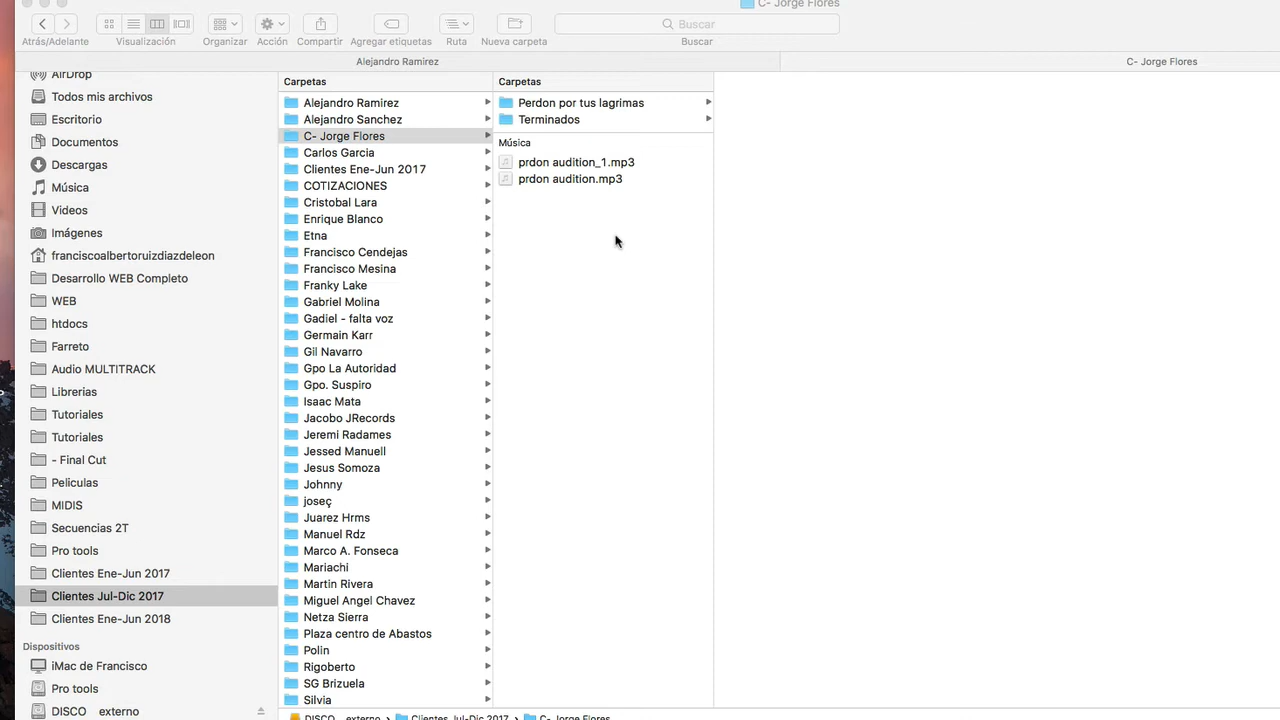 C- Jorge Flores
Buscar
Atrás/Adelante
Visualización
Organizar
Acción
Compartir
Agregar etiquetas
Ruta
Nueva carpeta
Buscar
Alejandro Ramirez
C- Jorge Flores
AirDrop
Todos mis archivos
Escritorio
Documentos
Descargas
Música
Videos
Imágenes
franciscoalbertoruizdiazdeleon
Desarrollo WEB Completo
WEB
htdocs
Farreto
Audio MULTITRACK
Librerias
Tutoriales
Tutoriales
- Final Cut
Peliculas
MIDIS
Secuencias 2T
Pro tools
Clientes Ene-Jun 2017
Clientes Jul-Dic 2017
Clientes Ene-Jun 2018
Dispositivos
iMac de Francisco
Pro tools
DISCO externo
Carpetas
Alejandro Ramirez
Alejandro Sanchez
C- Jorge Flores
Carlos Garcia
Clientes Ene-Jun 2017
COTIZACIONES
Cristobal Lara
Enrique Blanco
Etna
Francisco Cendejas
Francisco Mesina
Franky Lake
Gabriel Molina
Gadiel - falta voz
Germain Karr
Gil Navarro
Gpo La Autoridad
Gpo. Suspiro
Isaac Mata
Jacobo JRecords
Jeremi Radames
Jessed Manuell
Jesus Somoza
Johnny
joseç
Juarez Hrms
Manuel Rdz
Marco A. Fonseca
Mariachi
Martin Rivera
Miguel Angel Chavez
Netza Sierra
Plaza centro de Abastos
Polin
Rigoberto
SG Brizuela
Silvia
Carpetas
Perdon por tus lagrimas
Terminados
Música
prdon audition_1.mp3
prdon audition.mp3
DISCO externo Clientes Jul-Dic 2017 C- Jorge Flores